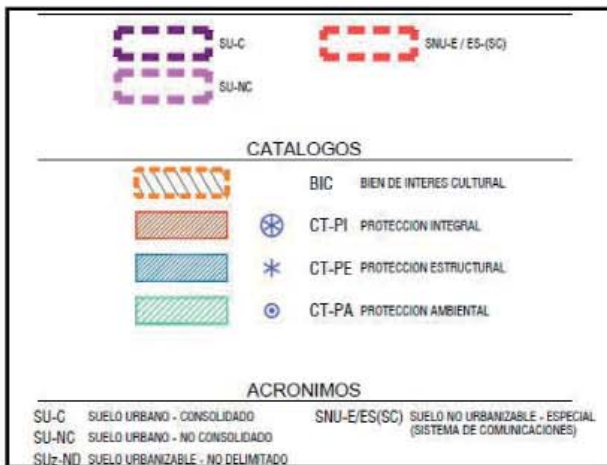 SU-C SNU-E / ES-(SC)
SU-NC
CATALOGOS
BIC BIEN DE INTERES CULTURAL
CT-PI PROTECCION INTEGRAL
CT-PE PROTECCION ESTRUCTURAL
CT-PA PROTECCION AMBIENTAL
ACRONIMOS
SU-C SUELO URBANO - CONSOLIDADO
SU-NC SUELO URBANO - NO CONSOLIDADO
SUz-ND SUELO URBANIZABLE - NO DELIMITADO
SNU-E/ES(SC) SUELO NO URBANIZABLE - ESPECIAL
(SISTEMA DE COMUNICACIONES)